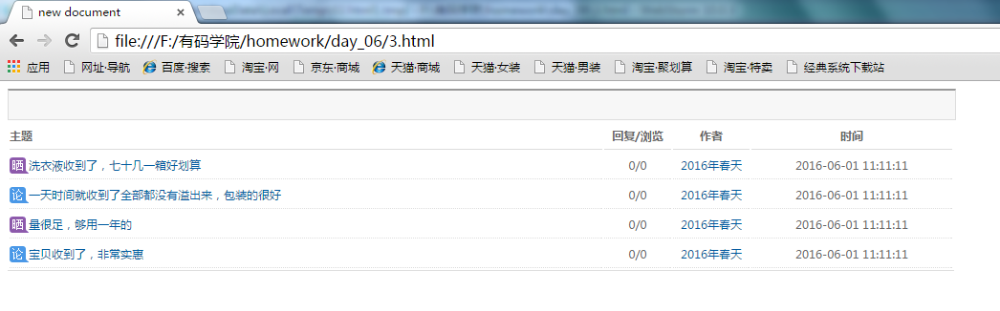 new document
file:///F:/有码学院/homework/day_06/3.html
应用 网址·导航 百度·搜索 淘宝·网 京东·商城 天猫·商城 天猫·女装 天猫·男装 淘宝·聚划算 淘宝·特卖 经典系统下载站
主题 回复/浏览 作者 时间
晒 洗衣液收到了，七十几一箱好划算 0/0 2016年春天 2016-06-01 11:11:11
论 一天时间就收到了全部都没有溢出来，包装的很好 0/0 2016年春天 2016-06-01 11:11:11
晒 量很足，够用一年的 0/0 2016年春天 2016-06-01 11:11:11
论 宝贝收到了，非常实惠 0/0 2016年春天 2016-06-01 11:11:11